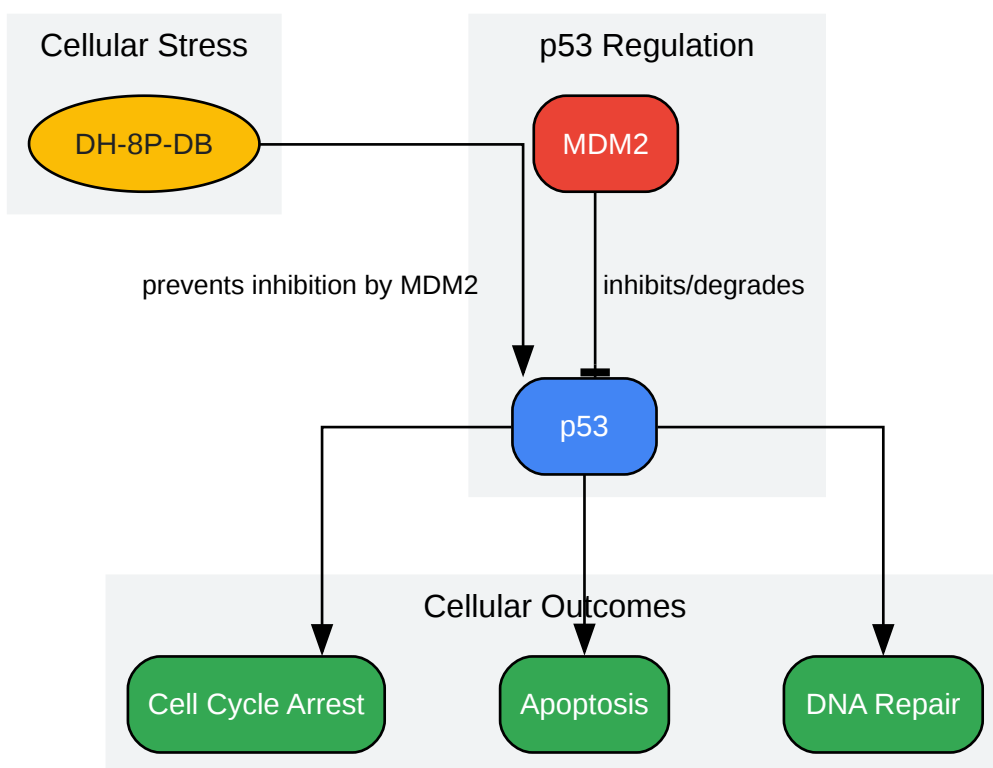 Cellular Stress
p53 Regulation
DH-8P-DB
MDM2
prevents inhibition by MDM2
inhibits/degrades
p53
Cellular Outcomes
Cell Cycle Arrest
Apoptosis
DNA Repair